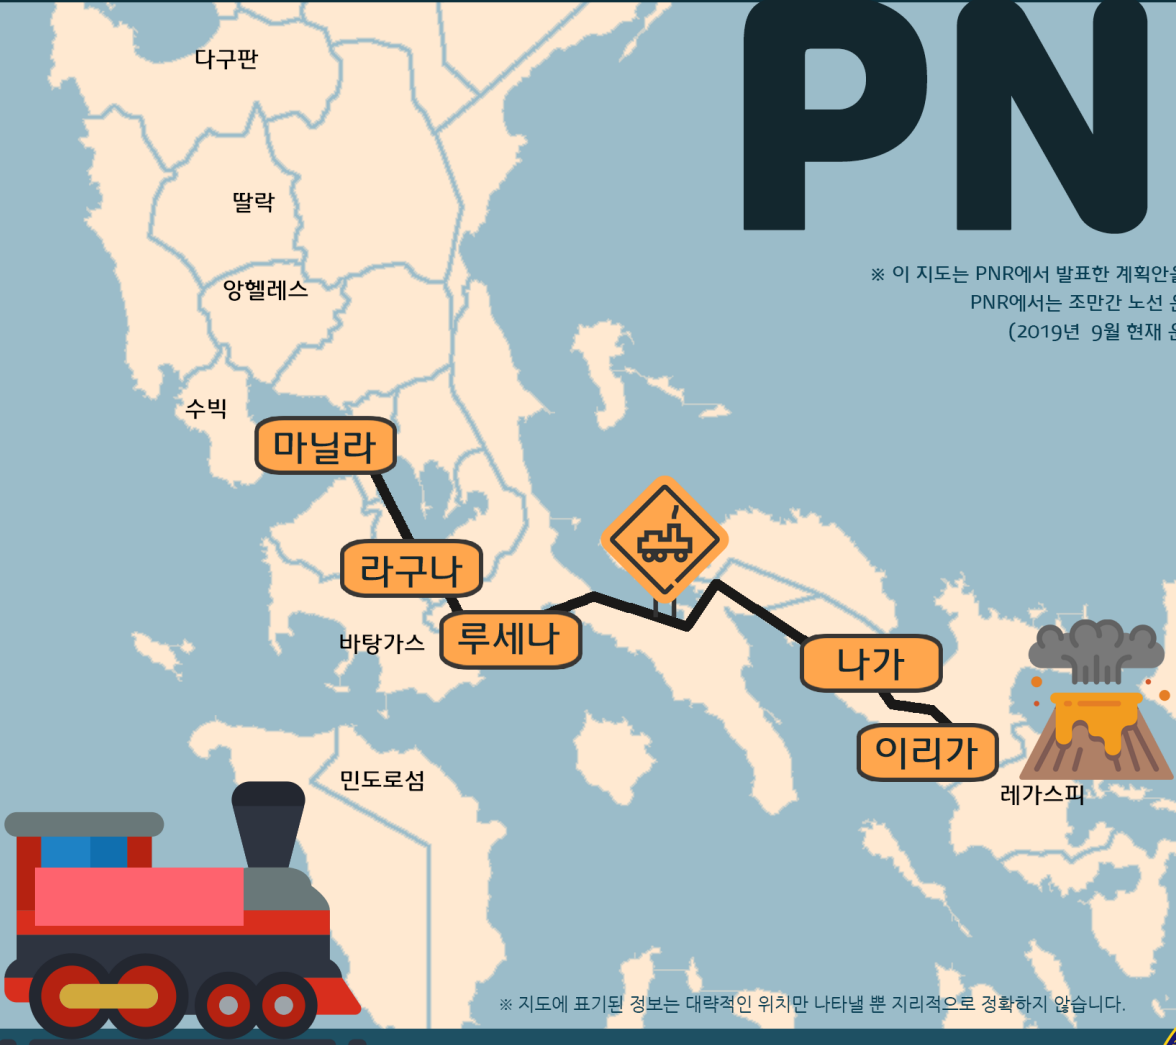 PN
다구판
딸락
앙헬레스
※ 이 지도는 PNR에서 발표한 계획안을
PNR에서는 조만간 노선
(2019년 9월 현재
수빅
마닐라
라구나
루세나
바탕가스
나가
이리가
민도로섬
레가스피
※ 지도에 표기된 정보는 대략적인 위치만 나타낼 뿐 지리적으로 정확하지 않습니다.